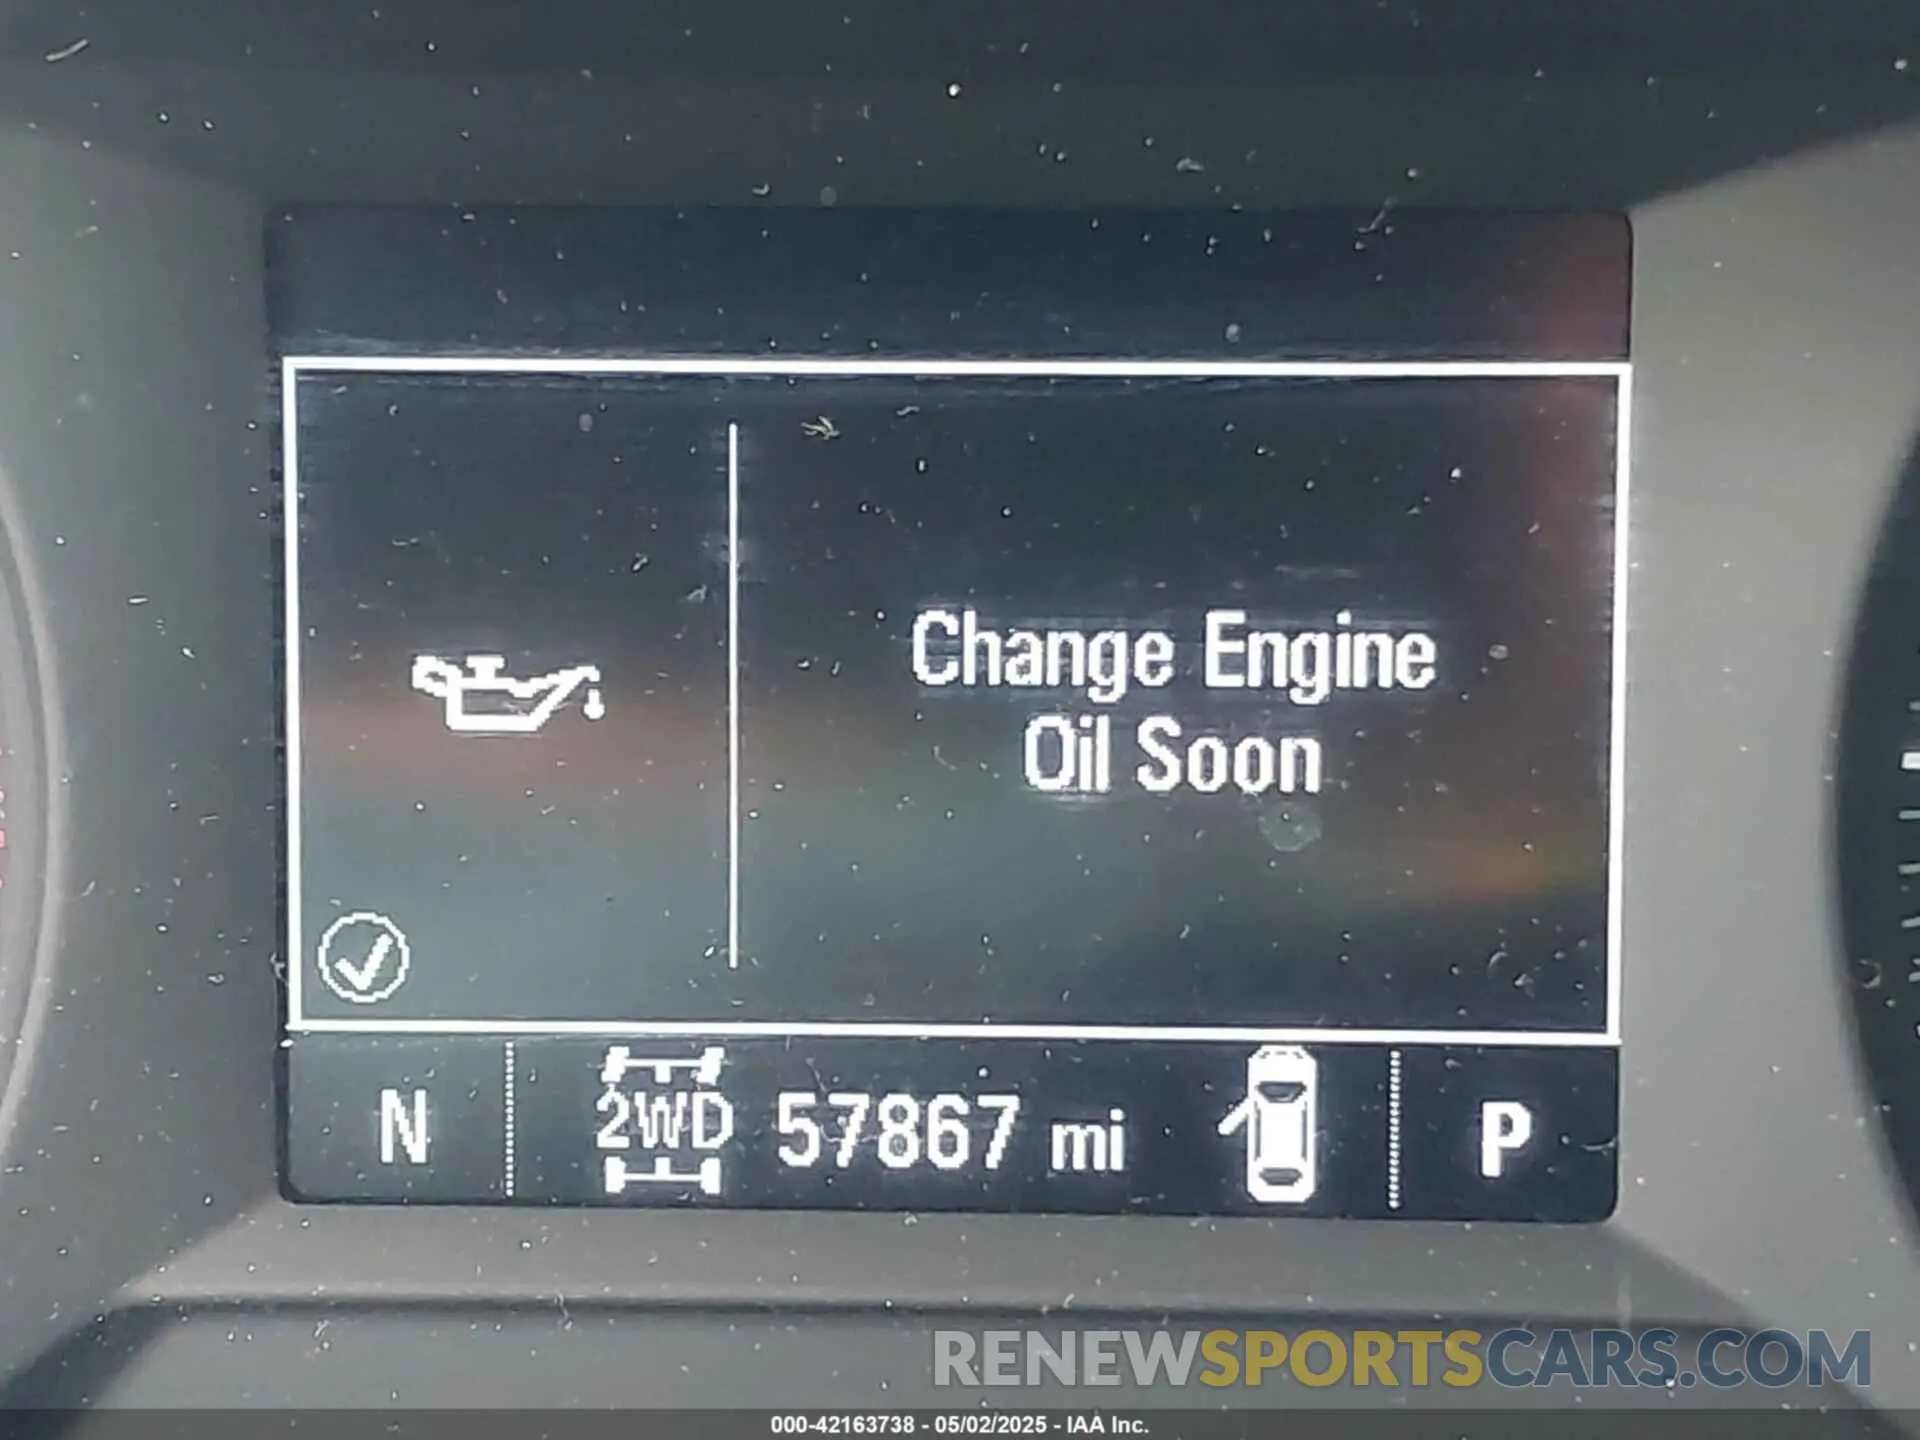 Change Engine
Oil Soon
N 2WD 57867 mi P
RENEWSPORTSCARS.COM
000-42163738 - 05/02/2025 - IAA Inc.